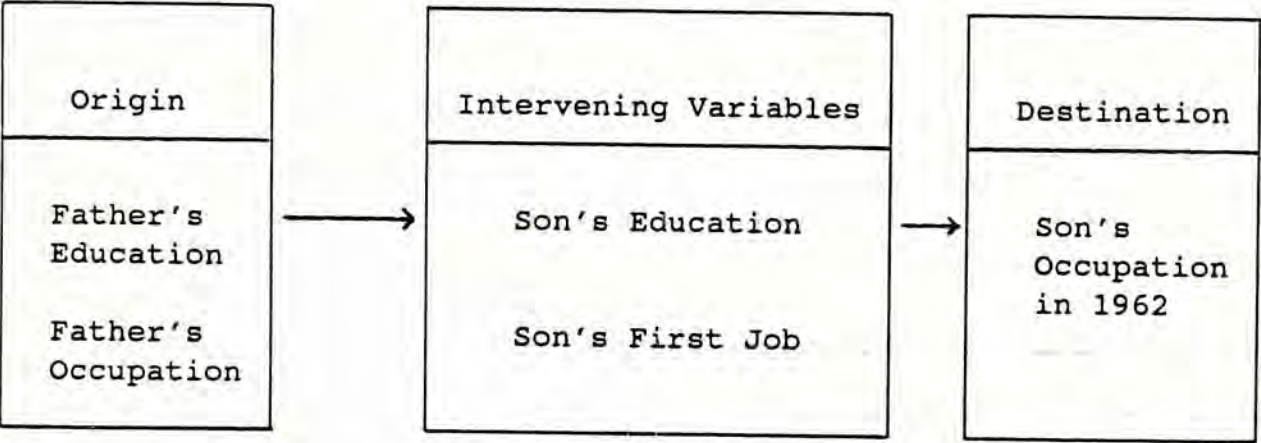 Origin
Father's
Education
Father's
Occupation
Intervening Variables
Son's Education
Son's First Job
Destination
Son's
Occupation
in 1962